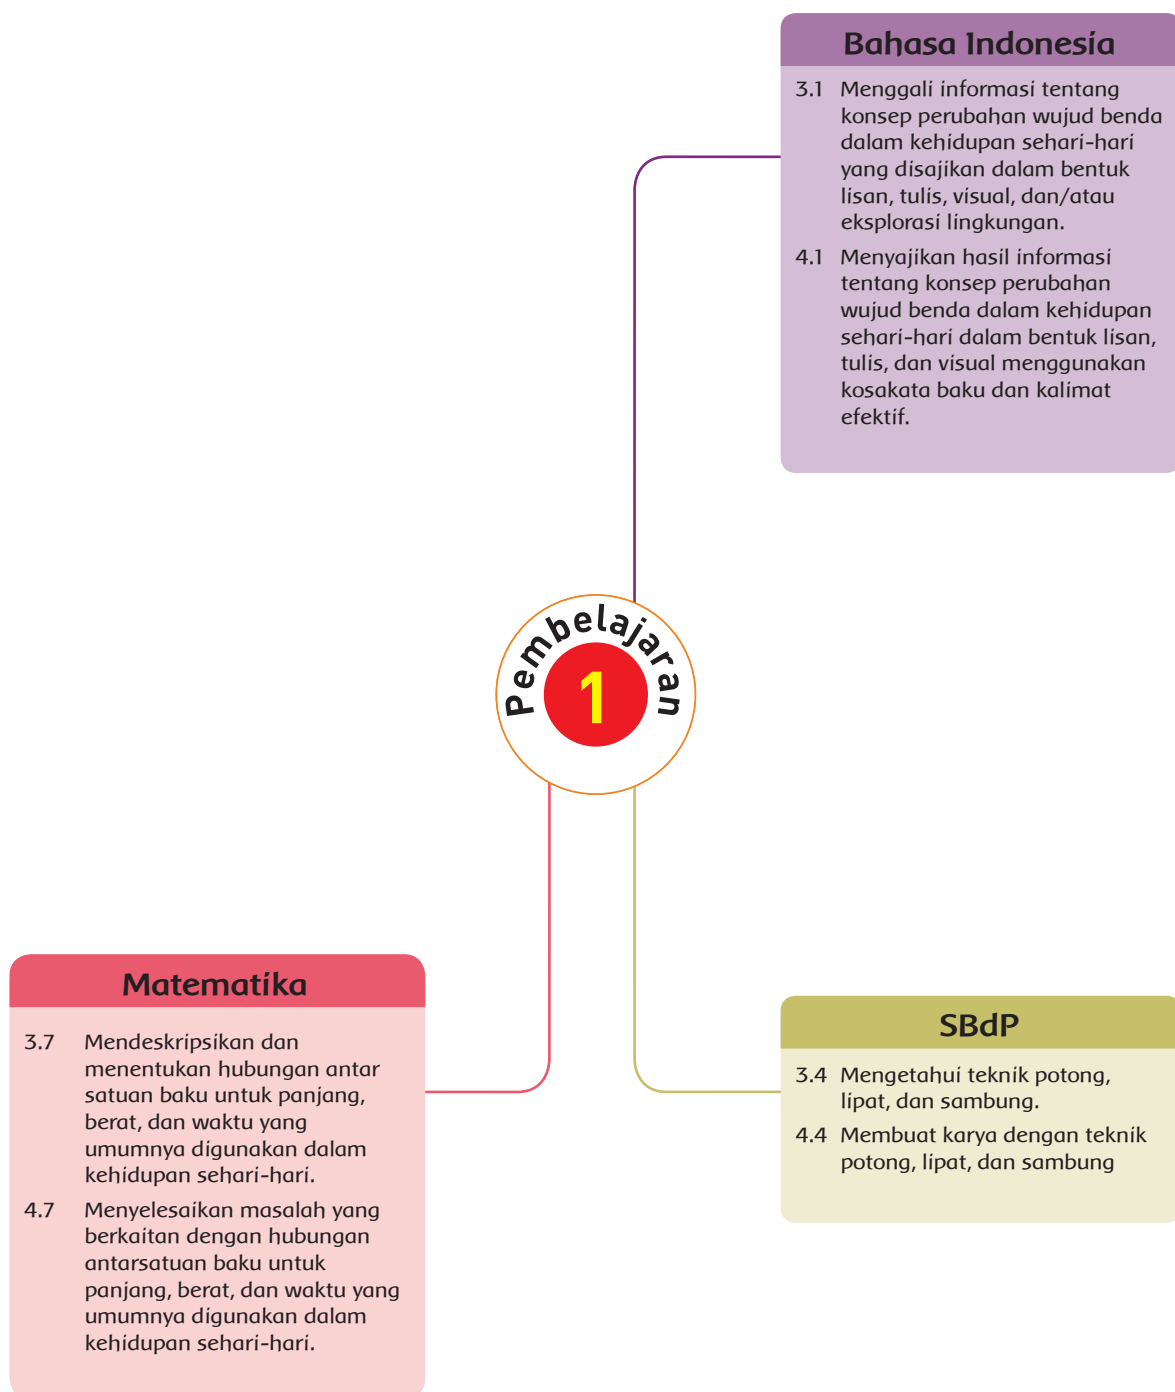 Bahasa Indonesia
3.1 Menggali informasi tentang
konsep perubahan wujud benda
dalam kehidupan sehari-hari
yang disajikan dalam bentuk
lisan, tulis, visual, dan/atau
eksplorasi lingkungan.
4.1 Menyajikan hasil informasi
tentang konsep perubahan
wujud benda dalam kehidupan
sehari-hari dalam bentuk lisan,
tulis, dan visual menggunakan
kosakata baku dan kalimat
efektif.
Pembelajaran
1
Matematika
3.7 Mendeskripsikan dan
menentukan hubungan antar
satuan baku untuk panjang,
berat, dan waktu yang
umumnya digunakan dalam
kehidupan sehari-hari.
4.7 Menyelesaikan masalah yang
berkaitan dengan hubungan
antarsatuan baku untuk
panjang, berat, dan waktu yang
umumnya digunakan dalam
kehidupan sehari-hari.
SBdP
3.4 Mengetahui teknik potong,
lipat, dan sambung.
4.4 Membuat karya dengan teknik
potong, lipat, dan sambung